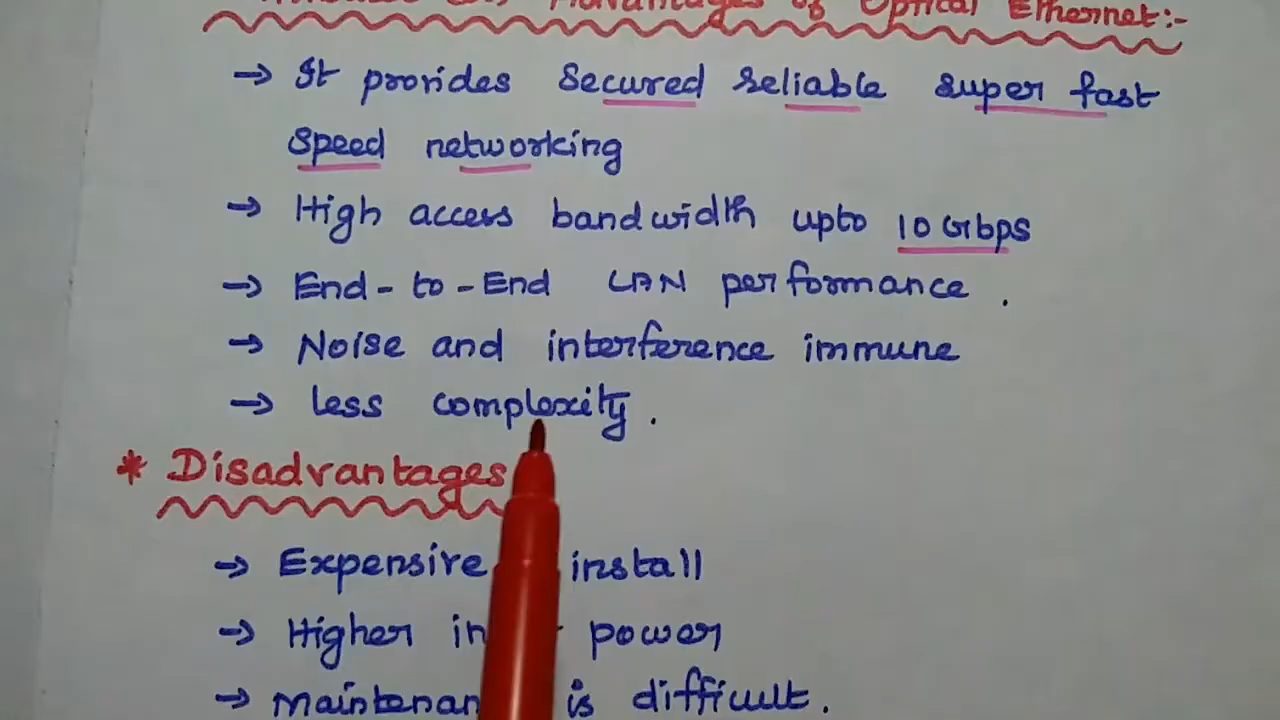 Advantages of Optical Ethernet:-
→ It provides secured reliable super fast
speed networking
→ High access bandwidth upto 10 Gbps
→ End-to-End LAN performance.
→ Noise and interference immune
→ less complexity.
* Disadvantages
→ Expensive install
→ Higher power
→ is difficult.